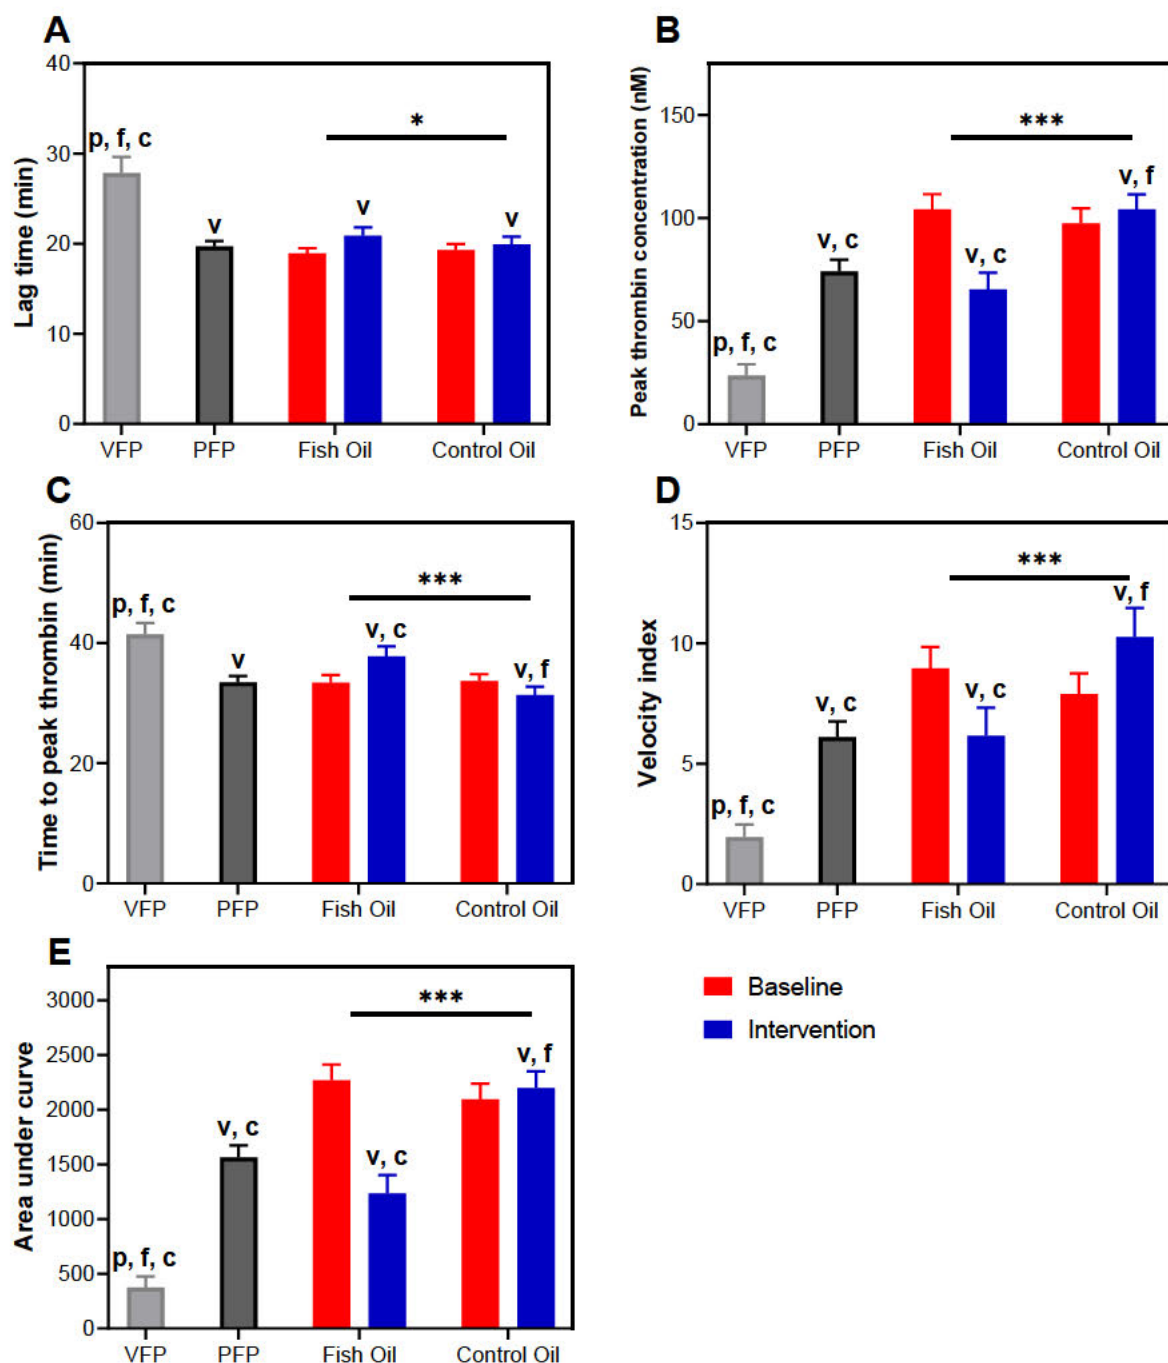 A
Lag time (min)
40
30
20
10
0
p, f, c
v
v
v
*
VFP PFP Fish Oil Control Oil
B
Peak thrombin concentration (nM)
150
100
50
0
p, f, c
v, c
v, c
v, f
***
VFP PFP Fish Oil Control Oil
C
Time to peak thrombin (min)
60
40
20
0
p, f, c
v
v, c
v, f
***
VFP PFP Fish Oil Control Oil
D
Velocity index
15
10
5
0
p, f, c
v, c
v, c
v, f
***
VFP PFP Fish Oil Control Oil
E
Area under curve
3000
2500
2000
1500
1000
500
0
p, f, c
v, c
v, c
v, f
***
VFP PFP Fish Oil Control Oil
Baseline
Intervention